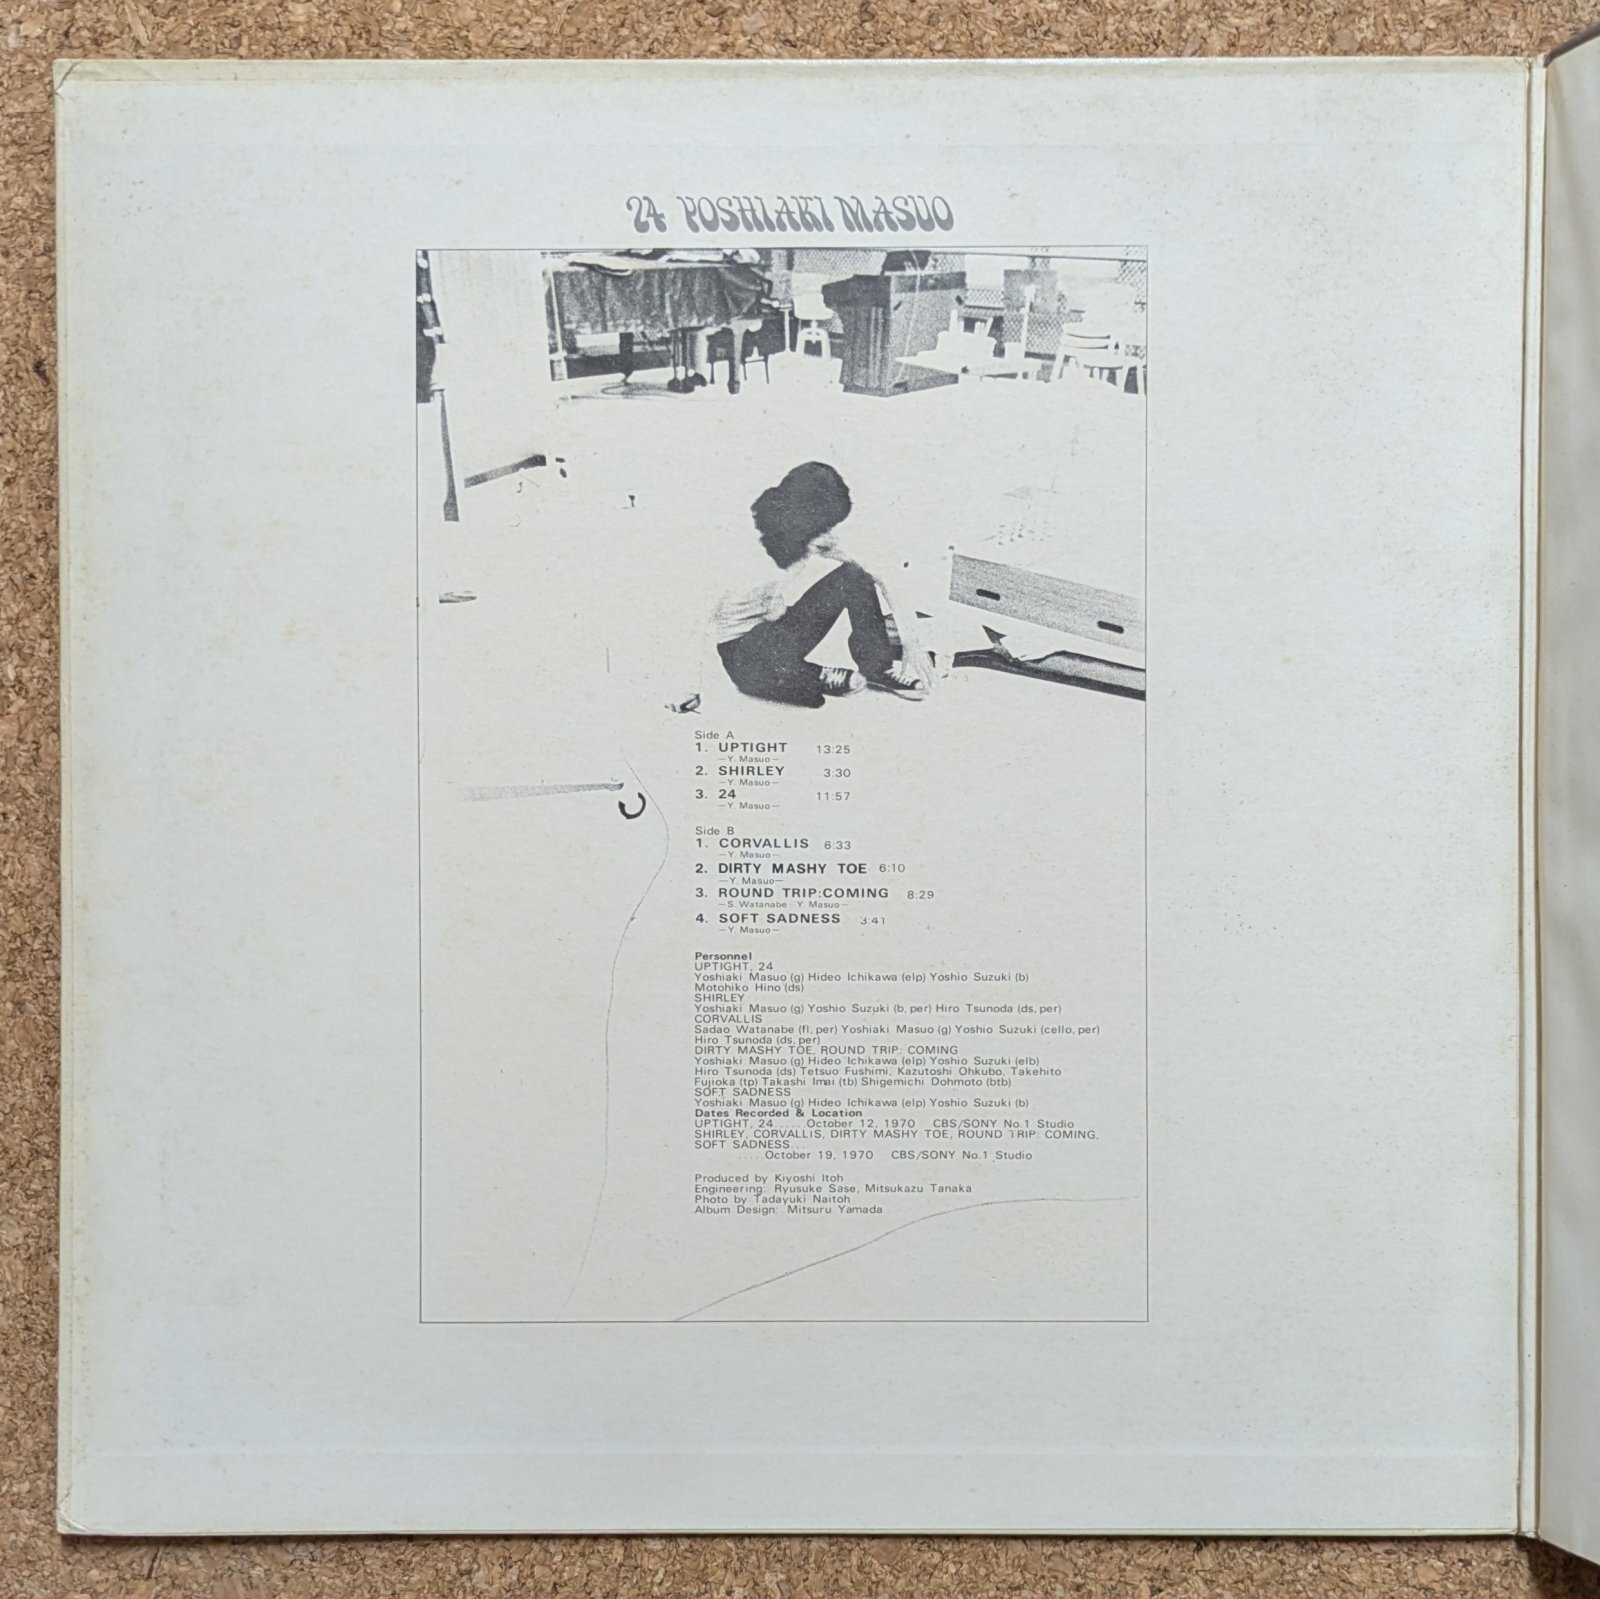 24 YOSHIAKI MASUO
Side A
1. UPTIGHT 13:25
—Y. Masuo—
2. SHIRLEY 3:30
—Y. Masuo—
3. 24 11:57
—Y. Masuo—
Side B
1. CORVALLIS 6:33
—Y. Masuo—
2. DIRTY MASHY TOE 6:10
—Y. Masuo—
3. ROUND TRIP:COMING 8:29
—S. Watanabe · Y. Masuo—
4. SOFT SADNESS 3:41
—Y. Masuo—
Personnel
UPTIGHT, 24
Yoshiaki Masuo (g) Hideo Ichikawa (elp) Yoshio Suzuki (b)
Motohiko Hino (ds)
SHIRLEY
Yoshiaki Masuo (g) Yoshio Suzuki (b, per) Hiro Tsunoda (ds, per)
CORVALLIS
Sadao Watanabe (fl, per) Yoshiaki Masuo (g) Yoshio Suzuki (cello, per)
Hiro Tsunoda (ds, per)
DIRTY MASHY TOE, ROUND TRIP: COMING
Yoshiaki Masuo (g) Hideo Ichikawa (elp) Yoshio Suzuki (elb)
Hiro Tsunoda (ds) Tetsuo Fushimi, Kazutoshi Ohkubo, Takehito
Fujioka (tp) Takashi Imai (tb) Shigemichi Dohmoto (btb)
SOFT SADNESS
Yoshiaki Masuo (g) Hideo Ichikawa (elp) Yoshio Suzuki (b)
Dates Recorded & Location
UPTIGHT, 24......October 12, 1970 CBS/SONY No.1 Studio
SHIRLEY, CORVALLIS, DIRTY MASHY TOE, ROUND TRIP: COMING,
SOFT SADNESS...
.....October 19, 1970 CBS/SONY No.1 Studio
Produced by Kiyoshi Itoh
Engineering: Ryusuke Sase, Mitsukazu Tanaka
Photo by Tadayuki Naitoh
Album Design: Mitsuru Yamada